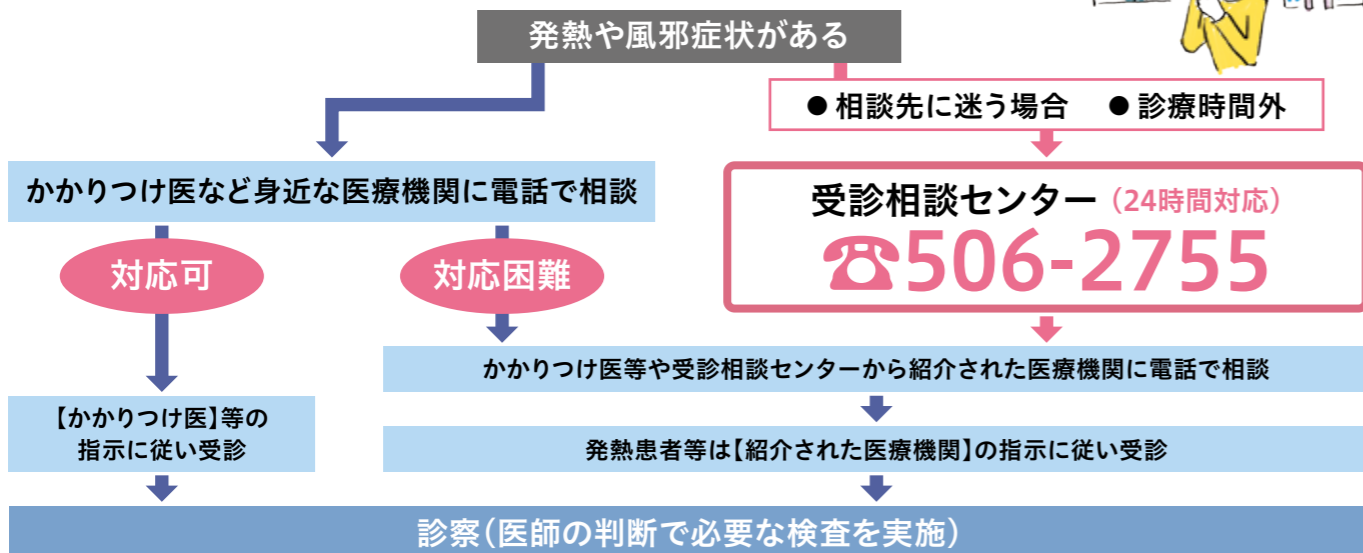 発熱や風邪症状がある
●相談先に迷う場合 ●診療時間外
かかりつけ医など身近な医療機関に電話で相談
受診相談センター（24時間対応）
☎506-2755
対応可
対応困難
かかりつけ医等や受診相談センターから紹介された医療機関に電話で相談
【かかりつけ医】等の
指示に従い受診
発熱患者等は【紹介された医療機関】の指示に従い受診
診察（医師の判断で必要な検査を実施）